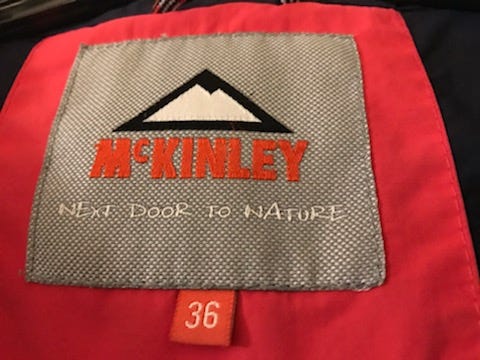 McKINLEY
NEXT DOOR TO NATURE
36